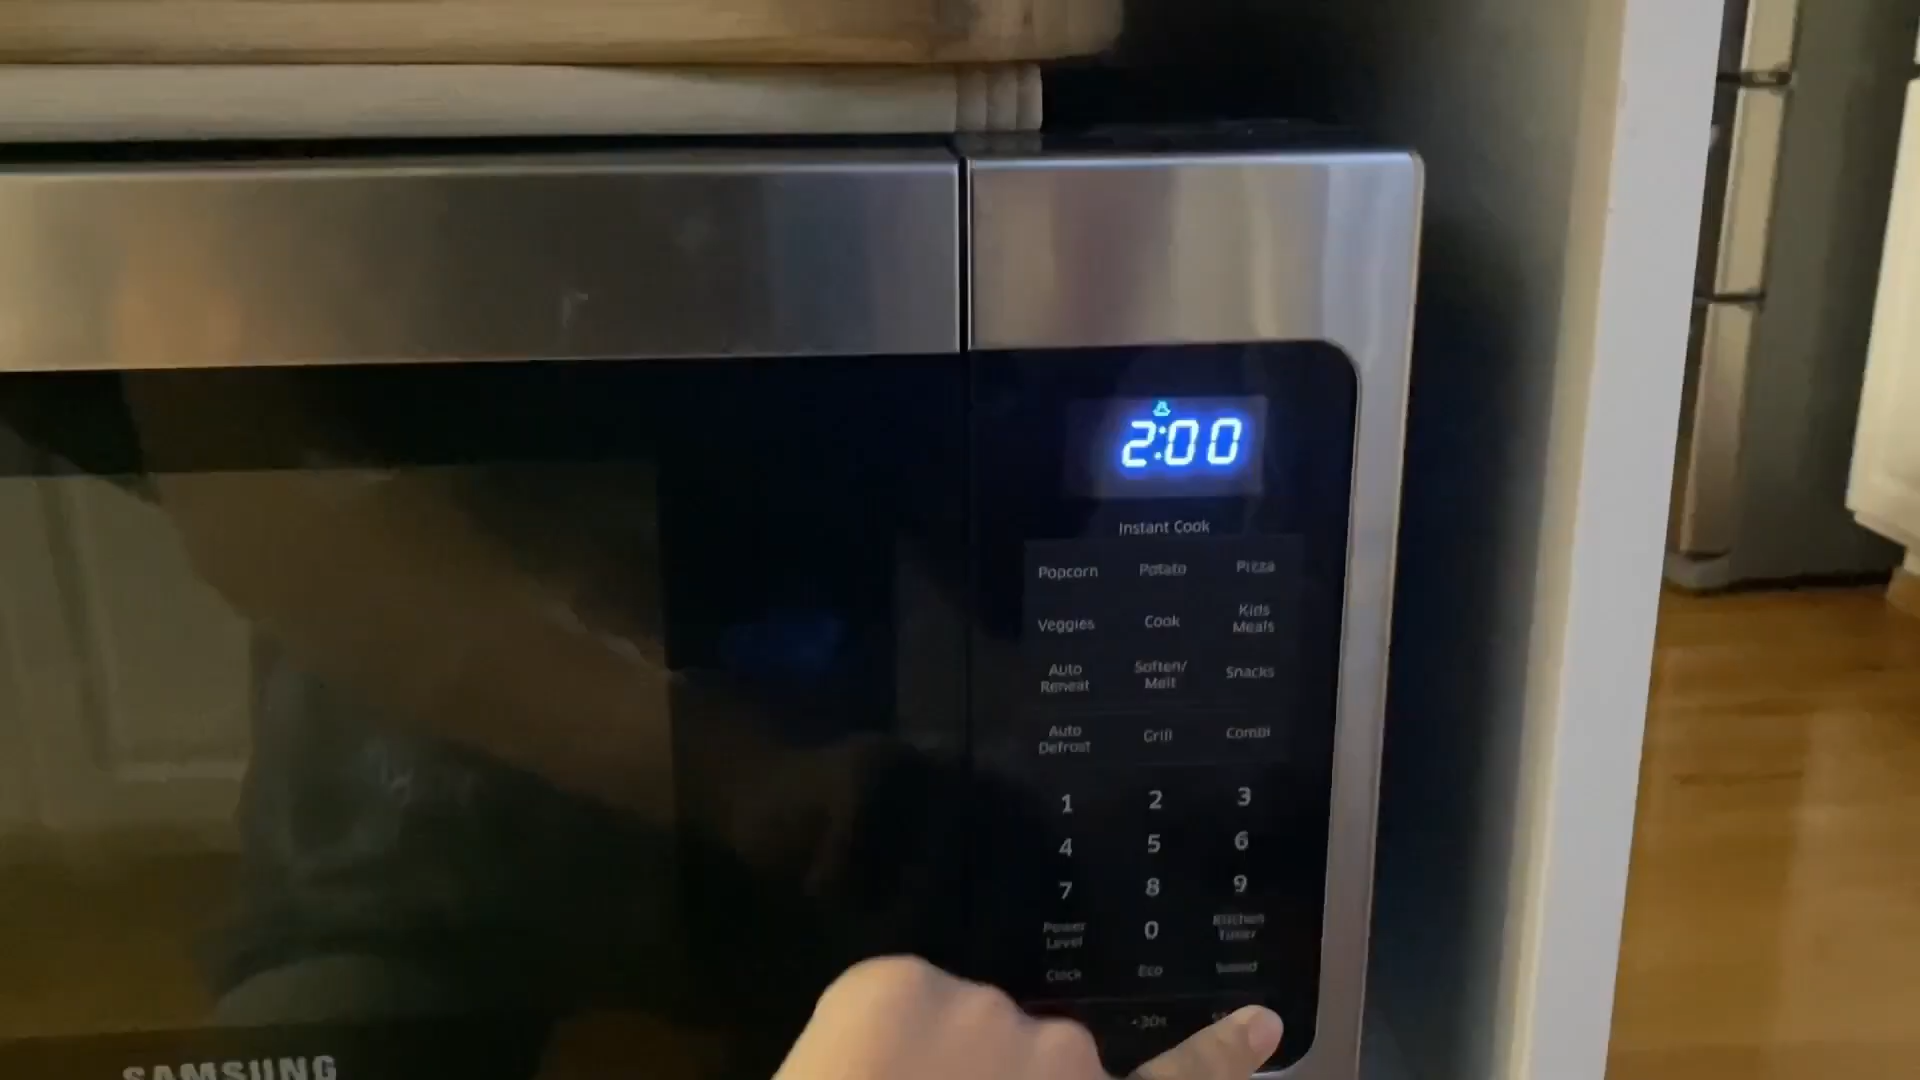 2:00
Instant Cook
Popcorn Potato Pizza
Veggies Cook Kids Meals
Auto Reheat Soften/ Melt Snacks
Auto Defrost Grill Combi
1 2 3
4 5 6
7 8 9
Power Level 0 Kitchen Timer
Clock Eco Sound
+30s
SAMSUNG